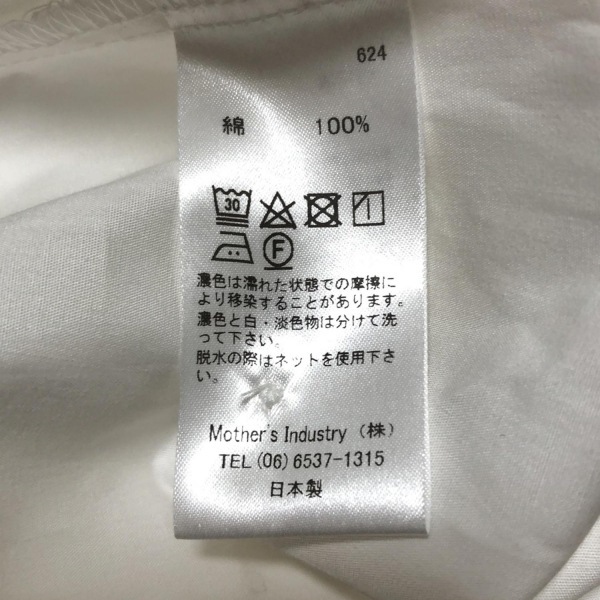 624
綿 100%
30
F
濃色は濡れた状態での摩擦に
より移染することがあります。
濃色と白・淡色物は分けて洗
って下さい。
脱水の際はネットを使用下さ
い。
Mother's Industry (株)
TEL (06) 6537-1315
日本製